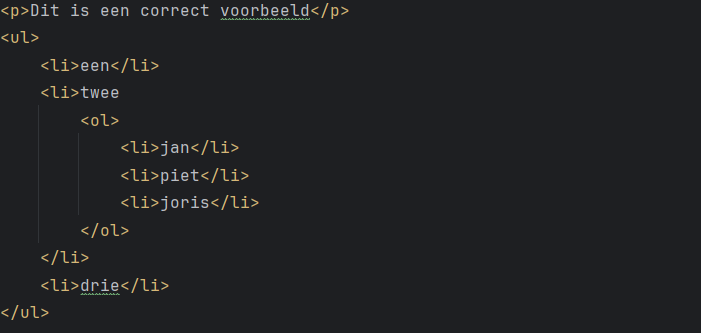 <p>Dit is een correct voorbeeld</p>
<ul>
    <li>een</li>
    <li>twee
        <ol>
            <li>jan</li>
            <li>piet</li>
            <li>joris</li>
        </ol>
    </li>
    <li>drie</li>
</ul>